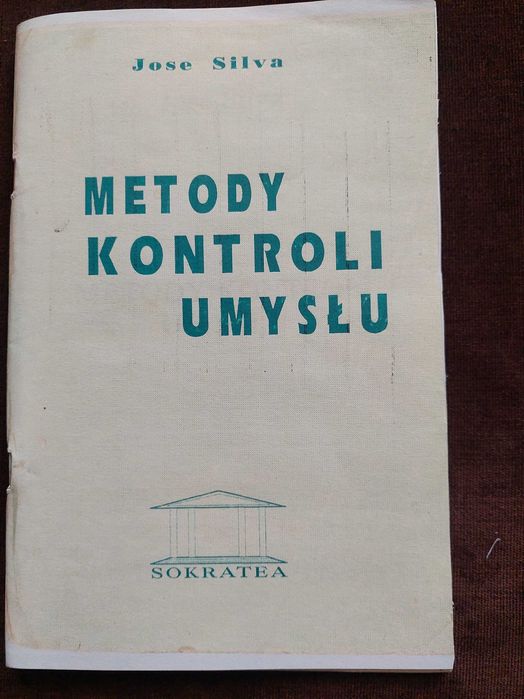 Jose Silva
METODY
KONTROLI
UMYSŁU
SOKRATEA